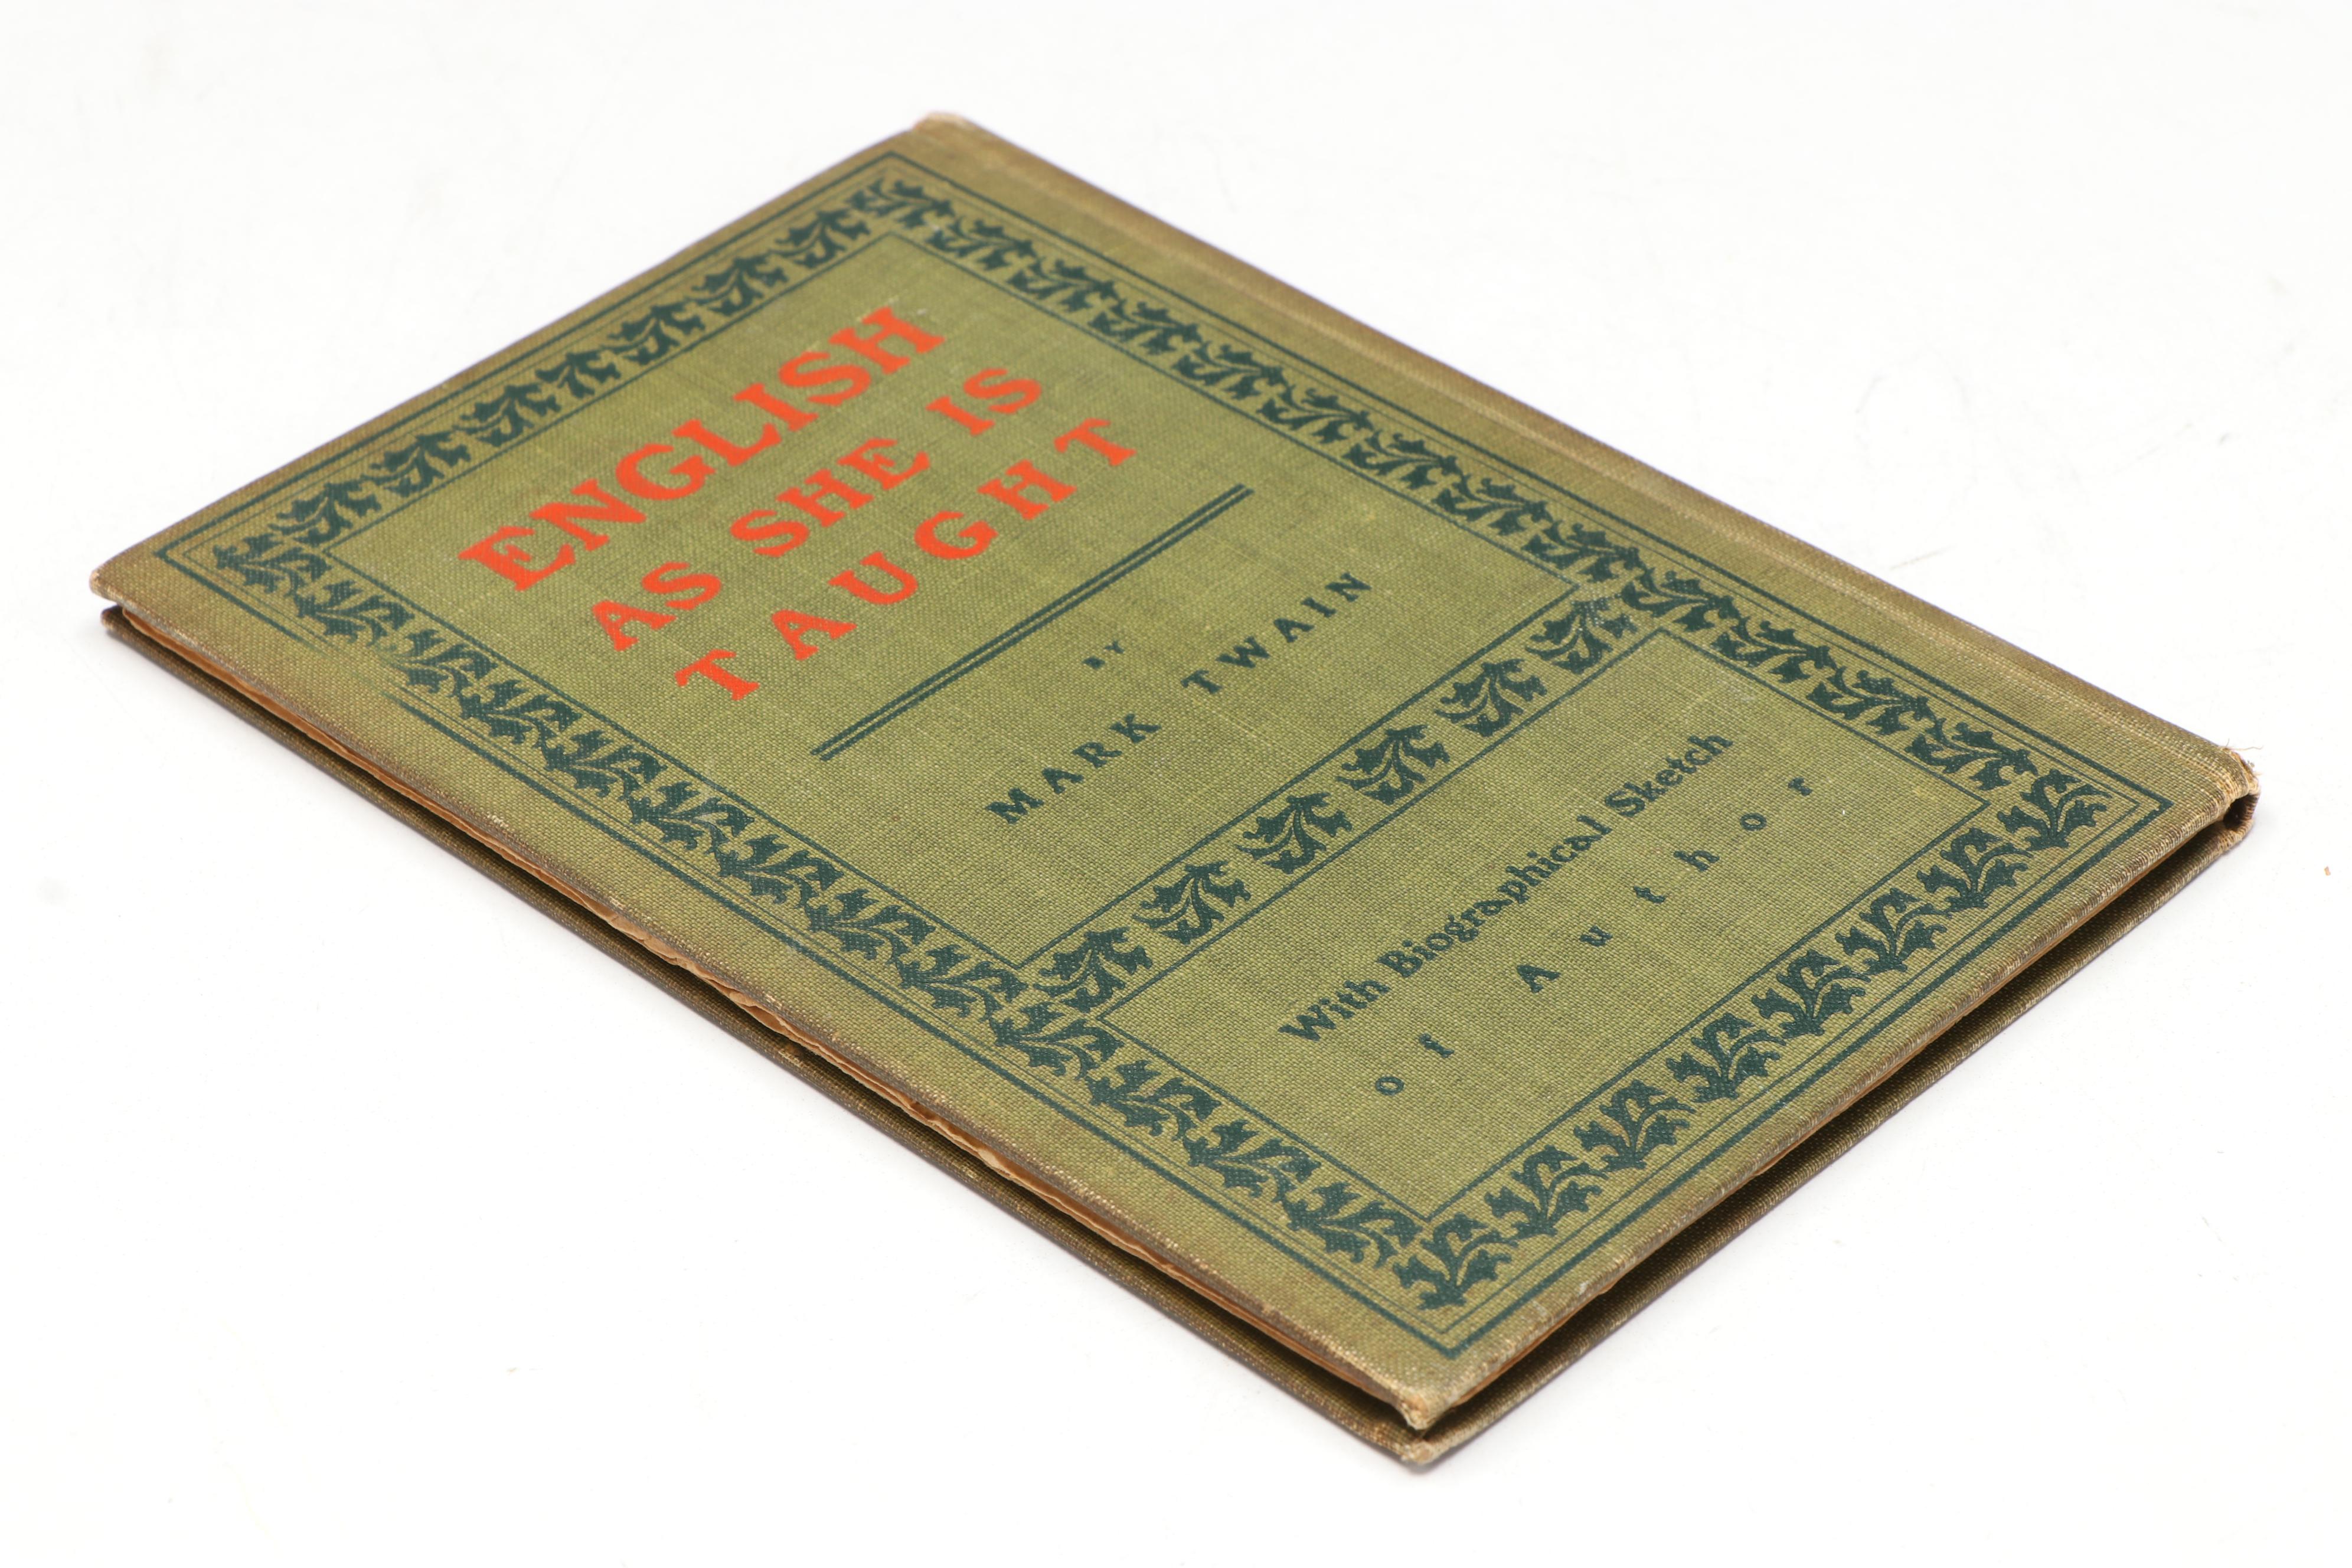 ENGLISH
AS SHE IS
TAUGHT
BY
MARK TWAIN
With Biographical Sketch
of Author